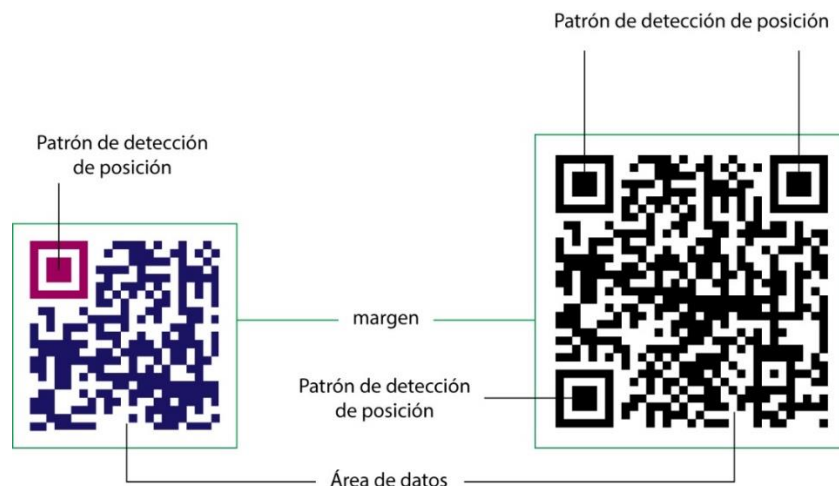 Patrón de detección de posición
Patrón de detección
de posición
margen
Patrón de detección
de posición
Área de datos